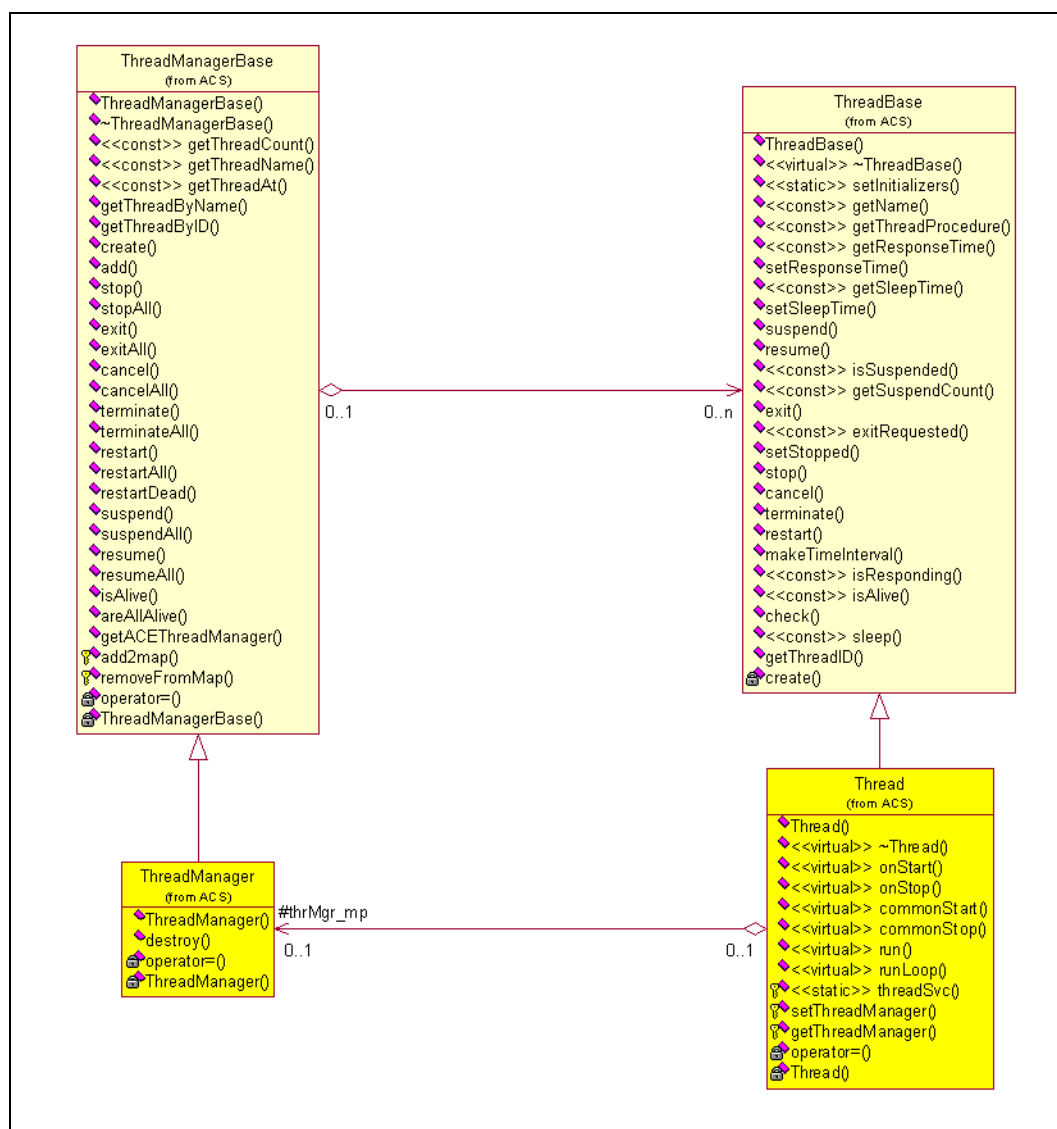 ThreadManagerBase
(from ACS)
ThreadManagerBase()
~ThreadManagerBase()
<<const>> getThreadCount()
<<const>> getThreadName()
<<const>> getThreadAt()
getThreadByName()
getThreadByID()
create()
add()
stop()
stopAll()
exit()
exitAll()
cancel()
cancelAll()
terminate()
terminateAll()
restart()
restartAll()
restartDead()
suspend()
suspendAll()
resume()
resumeAll()
isAlive()
areAllAlive()
getACEThreadManager()
add2map()
removeFromMap()
operator=()
ThreadManagerBase()
0..1
0..n
ThreadBase
(from ACS)
ThreadBase()
<<virtual>> ~ThreadBase()
<<static>> setInitializers()
<<const>> getName()
<<const>> getThreadProcedure()
<<const>> getResponseTime()
setResponseTime()
<<const>> getSleepTime()
setSleepTime()
suspend()
resume()
<<const>> isSuspended()
<<const>> getSuspendCount()
exit()
<<const>> exitRequested()
setStopped()
stop()
cancel()
terminate()
restart()
makeTimeInterval()
<<const>> isResponding()
<<const>> isAlive()
check()
<<const>> sleep()
getThreadID()
create()
ThreadManager
(from ACS)
ThreadManager()
destroy()
operator=()
ThreadManager()
#thrMgr_mp
0..1
0..1
Thread
(from ACS)
Thread()
<<virtual>> ~Thread()
<<virtual>> onStart()
<<virtual>> onStop()
<<virtual>> commonStart()
<<virtual>> commonStop()
<<virtual>> run()
<<virtual>> runLoop()
<<static>> threadSvc()
setThreadManager()
getThreadManager()
operator=()
Thread()